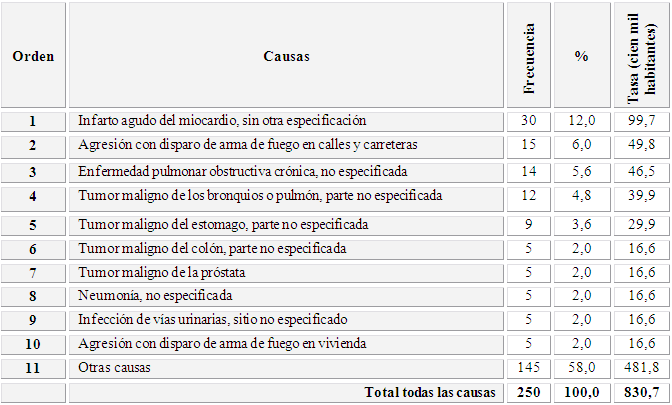 Orden Causas Frecuencia % Tasa (cien mil habitantes)
1 Infarto agudo del miocardio, sin otra especificación 30 12,0 99,7
2 Agresión con disparo de arma de fuego en calles y carreteras 15 6,0 49,8
3 Enfermedad pulmonar obstructiva crónica, no especificada 14 5,6 46,5
4 Tumor maligno de los bronquios o pulmón, parte no especificada 12 4,8 39,9
5 Tumor maligno del estomago, parte no especificada 9 3,6 29,9
6 Tumor maligno del colón, parte no especificada 5 2,0 16,6
7 Tumor maligno de la próstata 5 2,0 16,6
8 Neumonía, no especificada 5 2,0 16,6
9 Infección de vías urinarias, sitio no especificado 5 2,0 16,6
10 Agresión con disparo de arma de fuego en vivienda 5 2,0 16,6
11 Otras causas 145 58,0 481,8
Total todas las causas 250 100,0 830,7